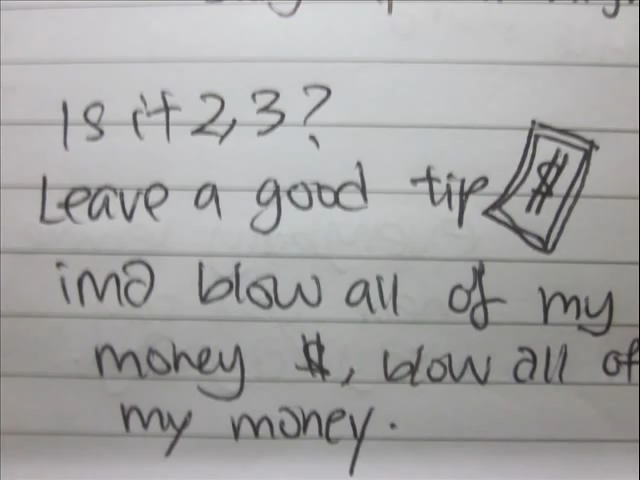 Is it 2, 3?
Leave a good tip $
ima blow all of my
money $, blow all of
my money.